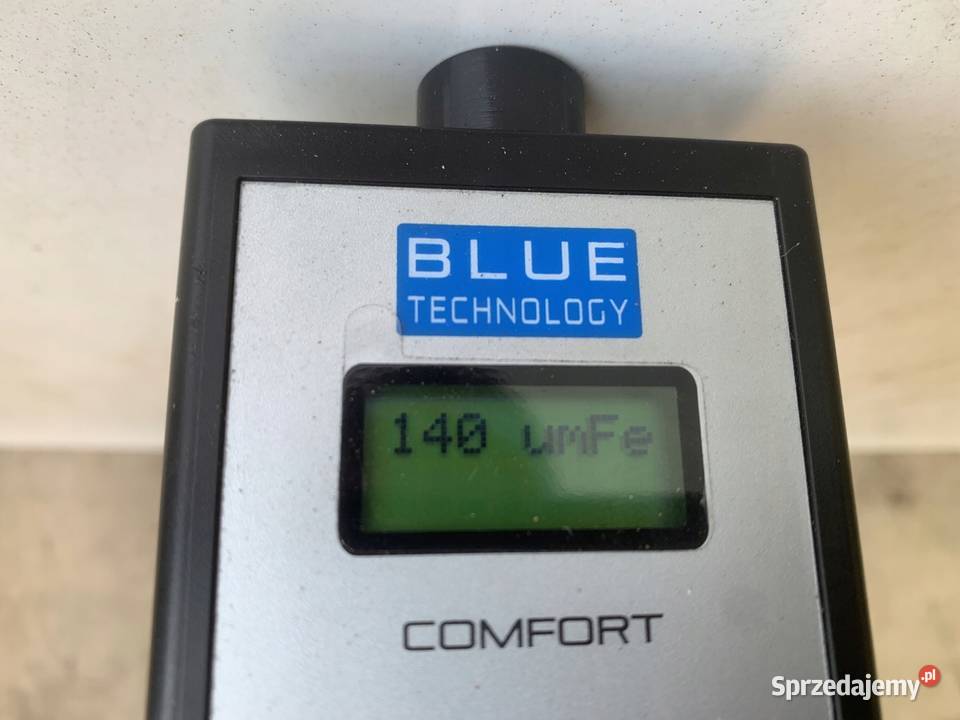 BLUE
TECHNOLOGY
140 umFe
COMFORT
Sprzedajemy.pl